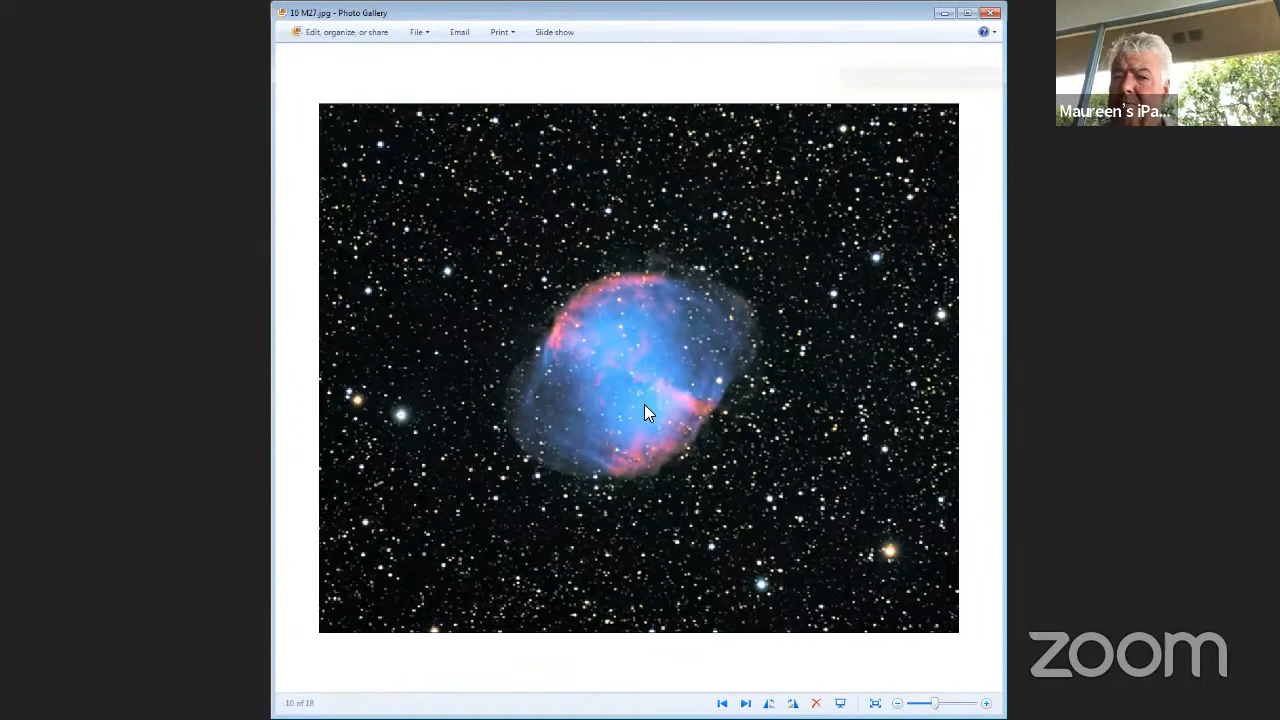 10 M27.jpg - Photo Gallery
Edit, organize, or share File Email Print Slide show
Maureen's iPa...
10 of 18
zoom